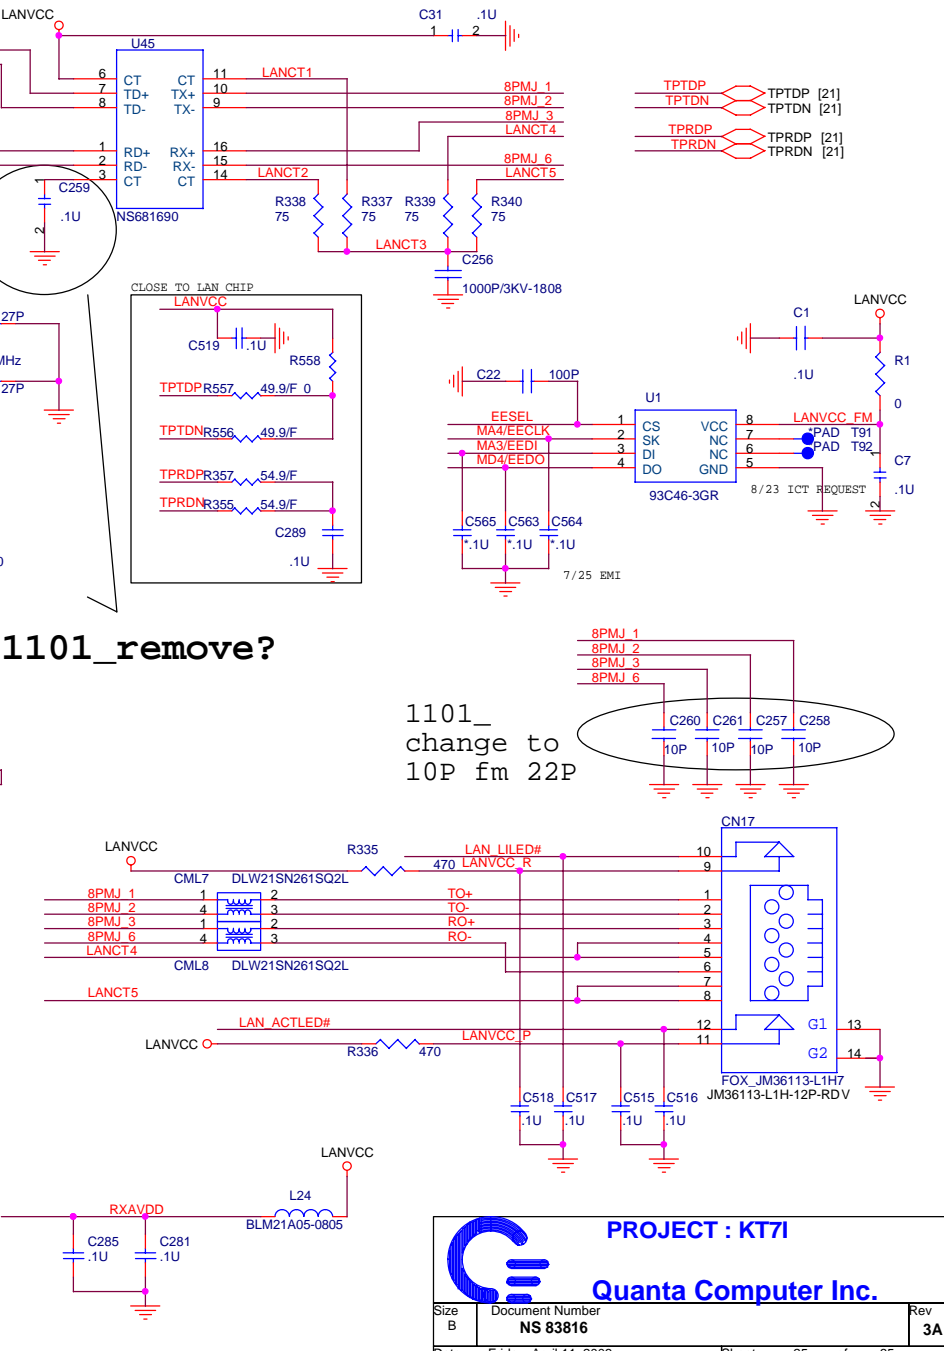 LANVCC
C31
.1U
1
2
U45
6
7
8
CT
TD+
TD-
CT
TX+
TX-
11
10
9
LANCT1
8PMJ_1
8PMJ_2
8PMJ_3
LANCT4
TPTDP
TPTDN
TPTDP [21]
TPTDN [21]
TPRDP
TPRDN
TPRDP [21]
TPRDN [21]
1
2
3
RD+
RD-
CT
RX+
RX-
CT
16
15
14
8PMJ_6
LANCT5
LANCT2
1
C259
.1U
2
NS681690
R338
75
R337
75
R339
75
R340
75
LANCT3
C256
1000P/3KV-1808
CLOSE TO LAN CHIP
LANVCC
C519
.1U
R558
TPTDP
R557
49.9/F
0
TPTDN
R556
49.9/F
TPRDP
R357
54.9/F
TPRDN
R355
54.9/F
C289
.1U
27P
MHz
27P
LANVCC
C1
.1U
R1
0
C22
100P
U1
EESEL
MA4/EECLK
MA3/EEDI
MD4/EEDO
1
2
3
4
CS
SK
DI
DO
VCC
NC
NC
GND
8
7
6
5
LANVCC_FM
*PAD T91
*PAD T92
93C46-3GR
8/23 ICT REQUEST
1
C7
.1U
2
C565
*.1U
C563
*.1U
C564
*.1U
7/25 EMI
1101_remove?
8PMJ_1
8PMJ_2
8PMJ_3
8PMJ_6
1101_
change to
10P fm 22P
C260
10P
C261
10P
C257
10P
C258
10P
CN17
LANVCC
R335
470
LAN_LILED#
LANVCC_R
10
9
CML7
DLW21SN261SQ2L
8PMJ_1
8PMJ_2
8PMJ_3
8PMJ_6
LANCT4
1
4
1
4
2
3
2
3
TO+
TO-
RO+
RO-
1
2
3
4
5
6
7
8
CML8
DLW21SN261SQ2L
LANCT5
LAN_ACTLED#
LANVCC
R336
470
LANVCC_P
12
11
G1
13
G2
14
FOX_JM36113-L1H7
JM36113-L1H-12P-RDV
C518
.1U
C517
.1U
C515
.1U
C516
.1U
LANVCC
RXAVDD
L24
BLM21A05-0805
C285
.1U
C281
.1U
PROJECT : KT7I
Quanta Computer Inc.
Size
B
Document Number
NS 83816
Rev
3A